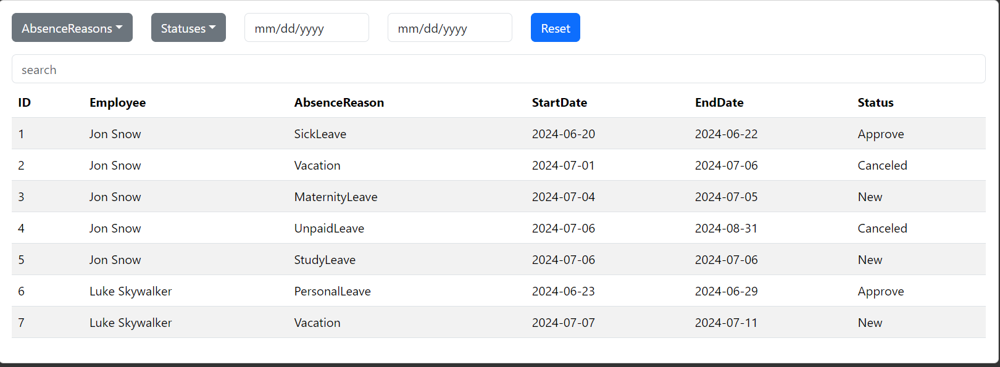 AbsenceReasons Statuses mm/dd/yyyy mm/dd/yyyy Reset
search
ID Employee AbsenceReason StartDate EndDate Status
1 Jon Snow SickLeave 2024-06-20 2024-06-22 Approve
2 Jon Snow Vacation 2024-07-01 2024-07-06 Canceled
3 Jon Snow MaternityLeave 2024-07-04 2024-07-05 New
4 Jon Snow UnpaidLeave 2024-07-06 2024-08-31 Canceled
5 Jon Snow StudyLeave 2024-07-06 2024-07-06 New
6 Luke Skywalker PersonalLeave 2024-06-23 2024-06-29 Approve
7 Luke Skywalker Vacation 2024-07-07 2024-07-11 New